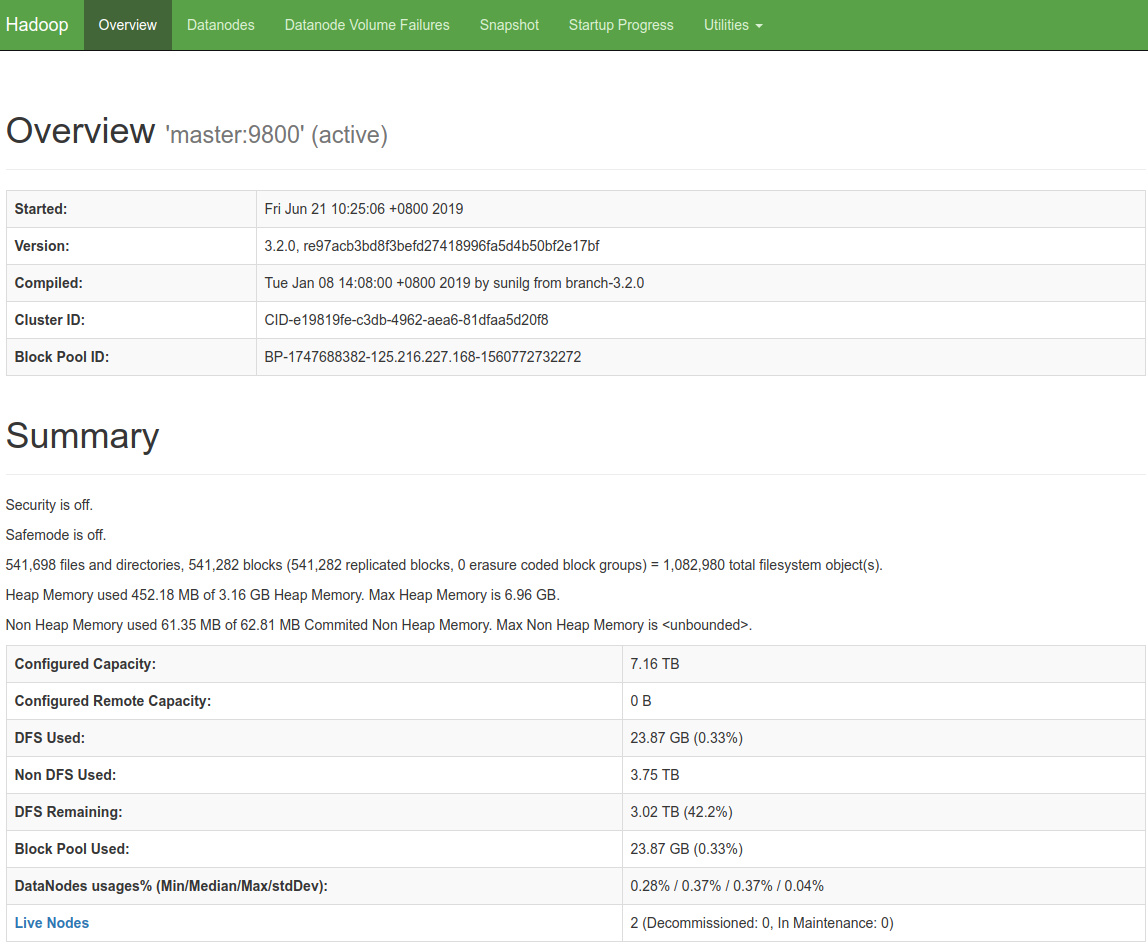 Hadoop Overview Datanodes Datanode Volume Failures Snapshot Startup Progress Utilities
Overview 'master:9800' (active)
Started: Fri Jun 21 10:25:06 +0800 2019
Version: 3.2.0, re97acb3bd8f3befd27418996fa5d4b50bf2e17bf
Compiled: Tue Jan 08 14:08:00 +0800 2019 by sunilg from branch-3.2.0
Cluster ID: CID-e19819fe-c3db-4962-aea6-81dfaa5d20f8
Block Pool ID: BP-1747688382-125.216.227.168-1560772732272
Summary
Security is off.
Safemode is off.
541,698 files and directories, 541,282 blocks (541,282 replicated blocks, 0 erasure coded block groups) = 1,082,980 total filesystem object(s).
Heap Memory used 452.18 MB of 3.16 GB Heap Memory. Max Heap Memory is 6.96 GB.
Non Heap Memory used 61.35 MB of 62.81 MB Commited Non Heap Memory. Max Non Heap Memory is <unbounded>.
Configured Capacity: 7.16 TB
Configured Remote Capacity: 0 B
DFS Used: 23.87 GB (0.33%)
Non DFS Used: 3.75 TB
DFS Remaining: 3.02 TB (42.2%)
Block Pool Used: 23.87 GB (0.33%)
DataNodes usages% (Min/Median/Max/stdDev): 0.28% / 0.37% / 0.37% / 0.04%
Live Nodes 2 (Decommissioned: 0, In Maintenance: 0)